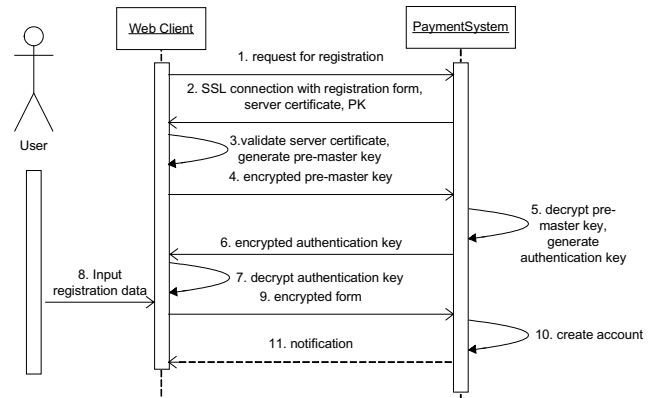 Web Client
PaymentSystem
1. request for registration
2. SSL connection with registration form,
server certificate, PK
User
3.validate server certificate,
generate pre-master key
4. encrypted pre-master key
5. decrypt pre-
master key,
generate
authentication key
6. encrypted authentication key
7. decrypt authentication key
8. Input
registration data
9. encrypted form
10. create account
11. notification